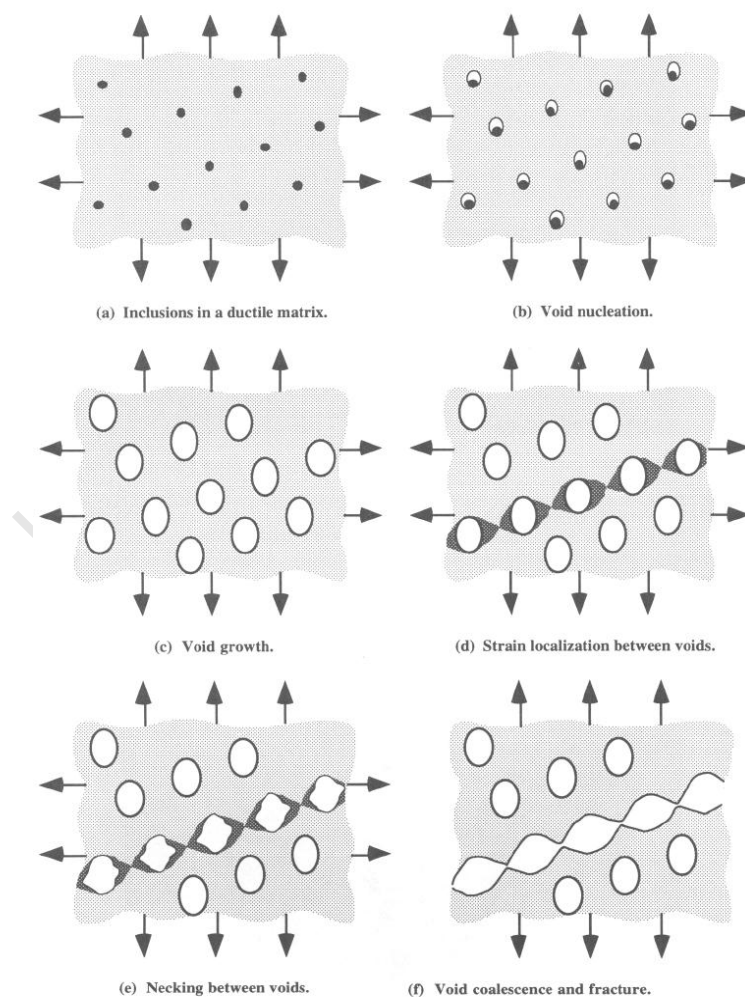 (a) Inclusions in a ductile matrix.
(b) Void nucleation.
(c) Void growth.
(d) Strain localization between voids.
(e) Necking between voids.
(f) Void coalescence and fracture.